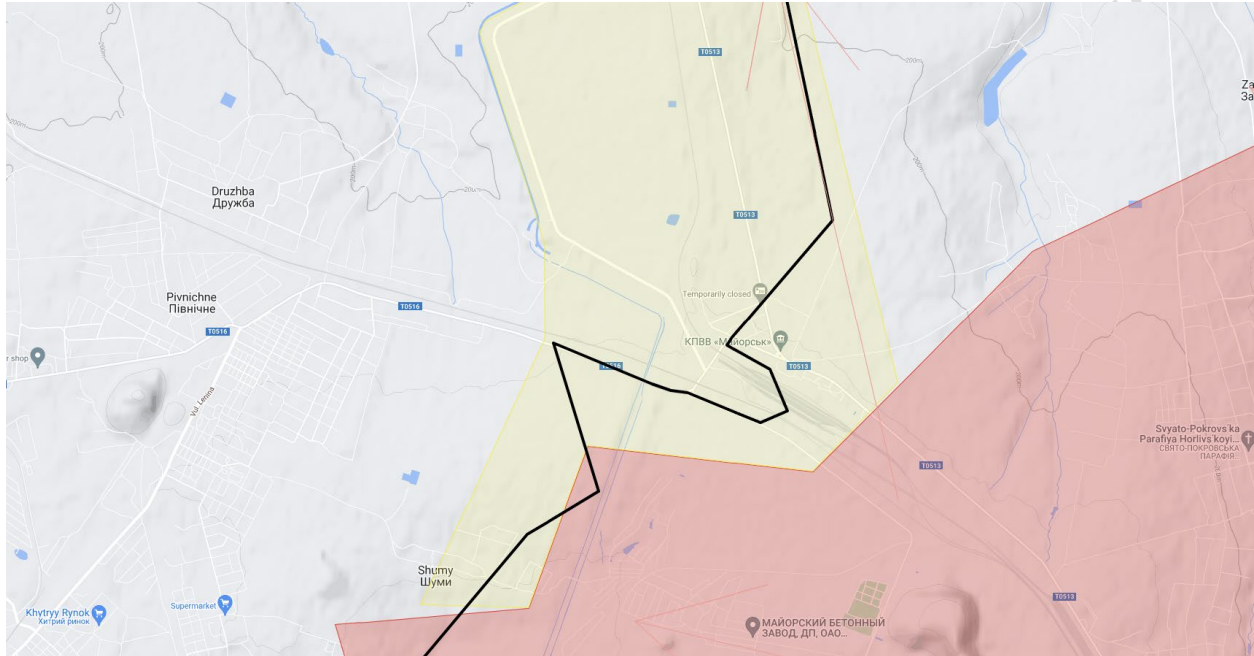 T0513
Za
За
Druzhba
Дружба
T0513
Temporarily closed
Pivnichne
Північне
T0516
T0516
КПВВ «Майорськ»
r shop
T0513
Vul. Lenina
Svyato-Pokrovs'ka
Parafiya Horlivs'koyi...
СВЯТО-ПОКРОВСЬКА
ПАРАФІЯ...
T0513
Shumy
Шуми
T0513
Khytryy Rynok
Хитрий ринок
Supermarket
МАЙОРСКИЙ БЕТОННЫЙ
ЗАВОД, ДП, ОАО...